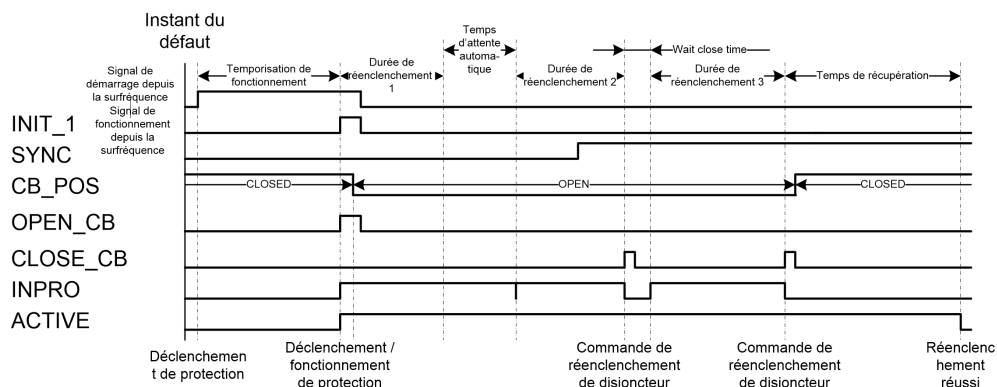 Instant du
défaut
Signal de
démarrage depuis
la surfréquence
Signal de
fonctionnement
depuis la
surfréquence
Temporisation de
fonctionnement
Durée de
réenclenchement
1
Temps
d'attente
automa-
tique
Durée de
réenclenchement 2
Wait close time
Durée de
réenclenchement 3
Temps de récupération
INIT_1
SYNC
CB_POS
CLOSED
OPEN
CLOSED
OPEN_CB
CLOSE_CB
INPRO
ACTIVE
Déclenchemen
t de protection
Déclenchement /
fonctionnement
de protection
Commande de
réenclenchement
de disjoncteur
Commande de
réenclenchement
de disjoncteur
Réenclenc
hement
réussi